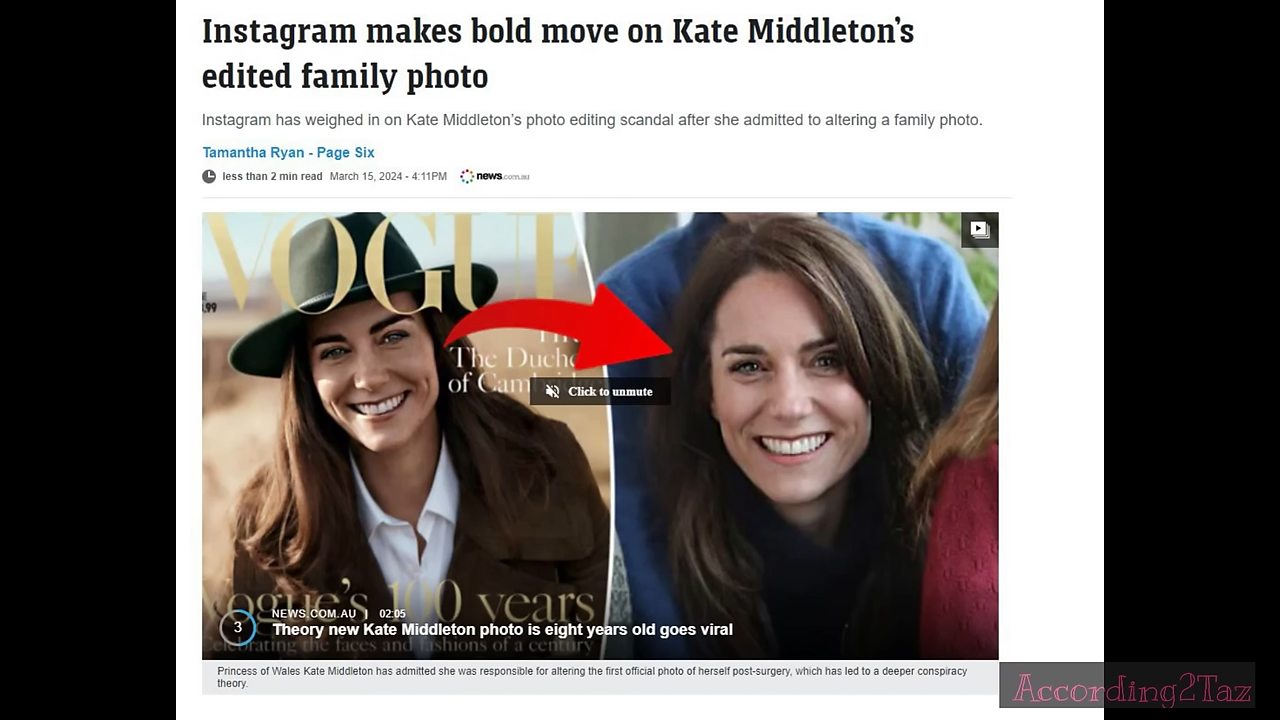 Instagram makes bold move on Kate Middleton's
edited family photo
Instagram has weighed in on Kate Middleton's photo editing scandal after she admitted to altering a family photo.
Tamantha Ryan - Page Six
less than 2 min read March 15, 2024 - 4:11PM news.com.au
VOGUE
.99
The Duche
of Cambridge
Click to unmute
Vogue's 100 years
NEWS.COM.AU | 02:05
3 Theory new Kate Middleton photo is eight years old goes viral
Celebrating the faces and fashions of a century
Princess of Wales Kate Middleton has admitted she was responsible for altering the first official photo of herself post-surgery, which has led to a deeper conspiracy
theory.
According2Taz